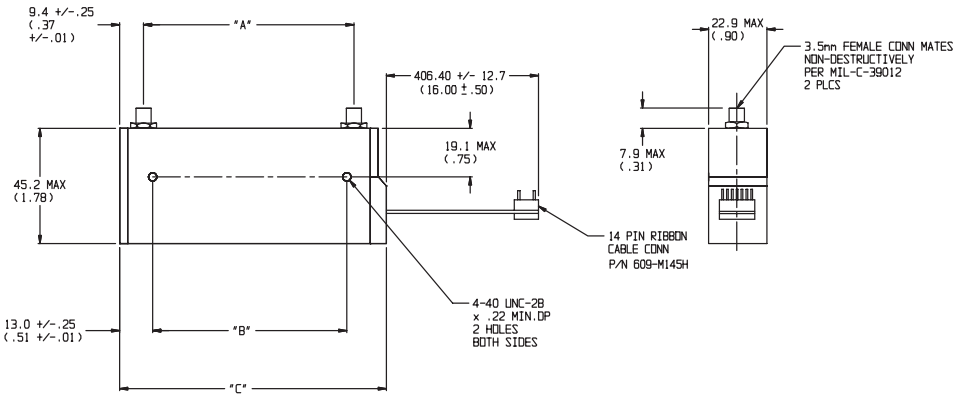 9.4 +/-.25
(.37
+/-.01)
"A"
22.9 MAX
(.90)
3.5mm FEMALE CONN MATES
NON-DESTRUCTIVELY
PER MIL-C-39012
2 PLCS
406.40 +/- 12.7
(16.00 ± .50)
19.1 MAX
(.75)
7.9 MAX
(.31)
45.2 MAX
(1.78)
14 PIN RIBBON
CABLE CONN
P/N 609-M145H
4-40 UNC-2B
x .22 MIN.DP
2 HOLES
BOTH SIDES
13.0 +/-.25
(.51 +/-.01)
"B"
"C"